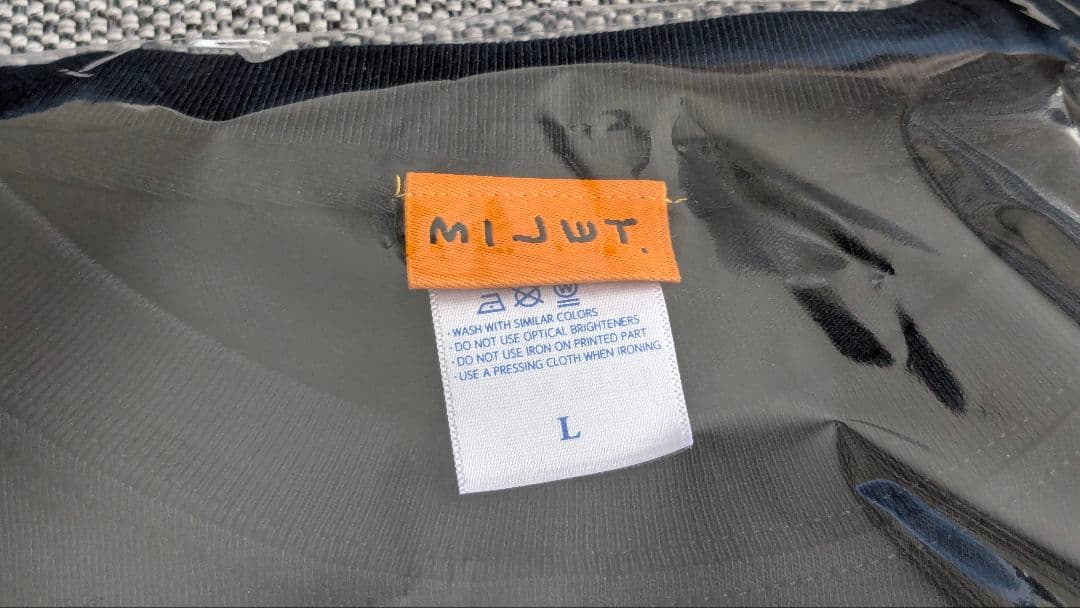 MIJWT.
· WASH WITH SIMILAR COLORS
· DO NOT USE OPTICAL BRIGHTENERS
· DO NOT USE IRON ON PRINTED PART
· USE A PRESSING CLOTH WHEN IRONING
L